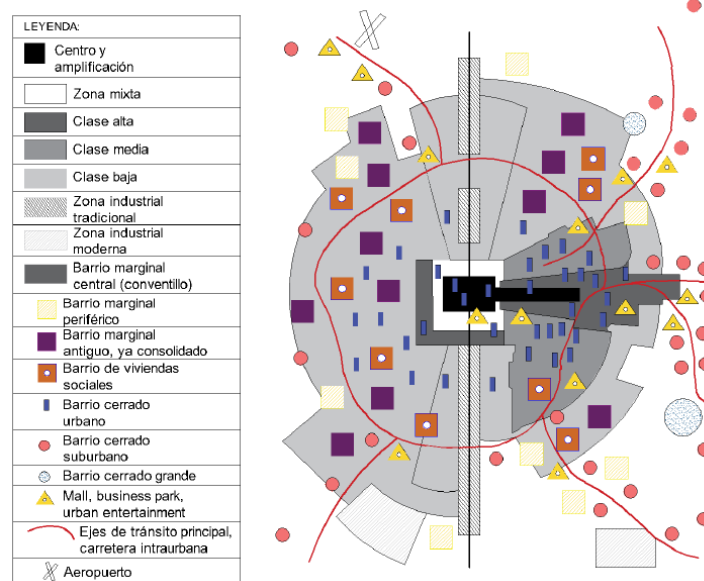 LEYENDA:
Centro y
amplificación
Zona mixta
Clase alta
Clase media
Clase baja
Zona industrial
tradicional
Zona industrial
moderna
Barrio marginal
central (conventillo)
Barrio marginal
periférico
Barrio marginal
antiguo, ya consolidado
Barrio de viviendas
sociales
Barrio cerrado
urbano
Barrio cerrado
suburbano
Barrio cerrado grande
Mall, business park,
urban entertainment
Ejes de tránsito principal,
carretera intraurbana
Aeropuerto